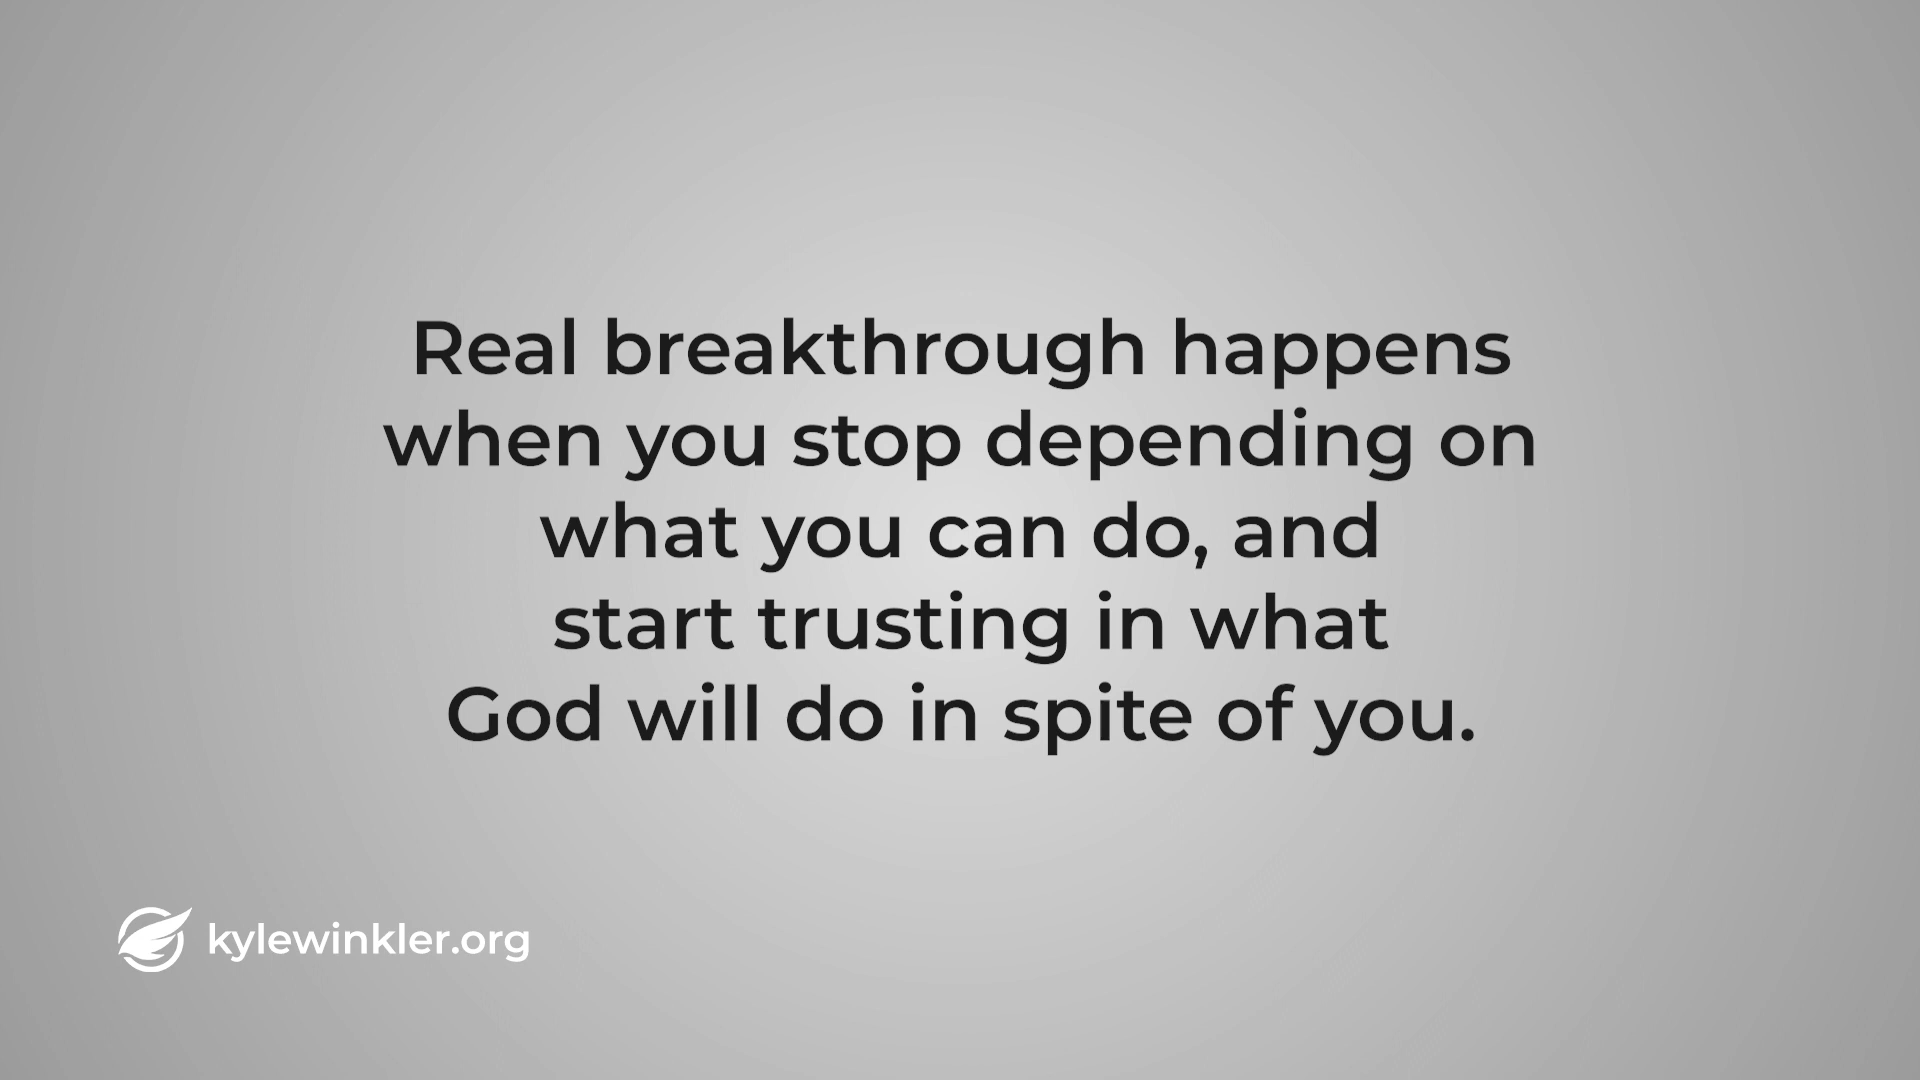 Real breakthrough happens
when you stop depending on
what you can do, and
start trusting in what
God will do in spite of you.
kylewinkler.org